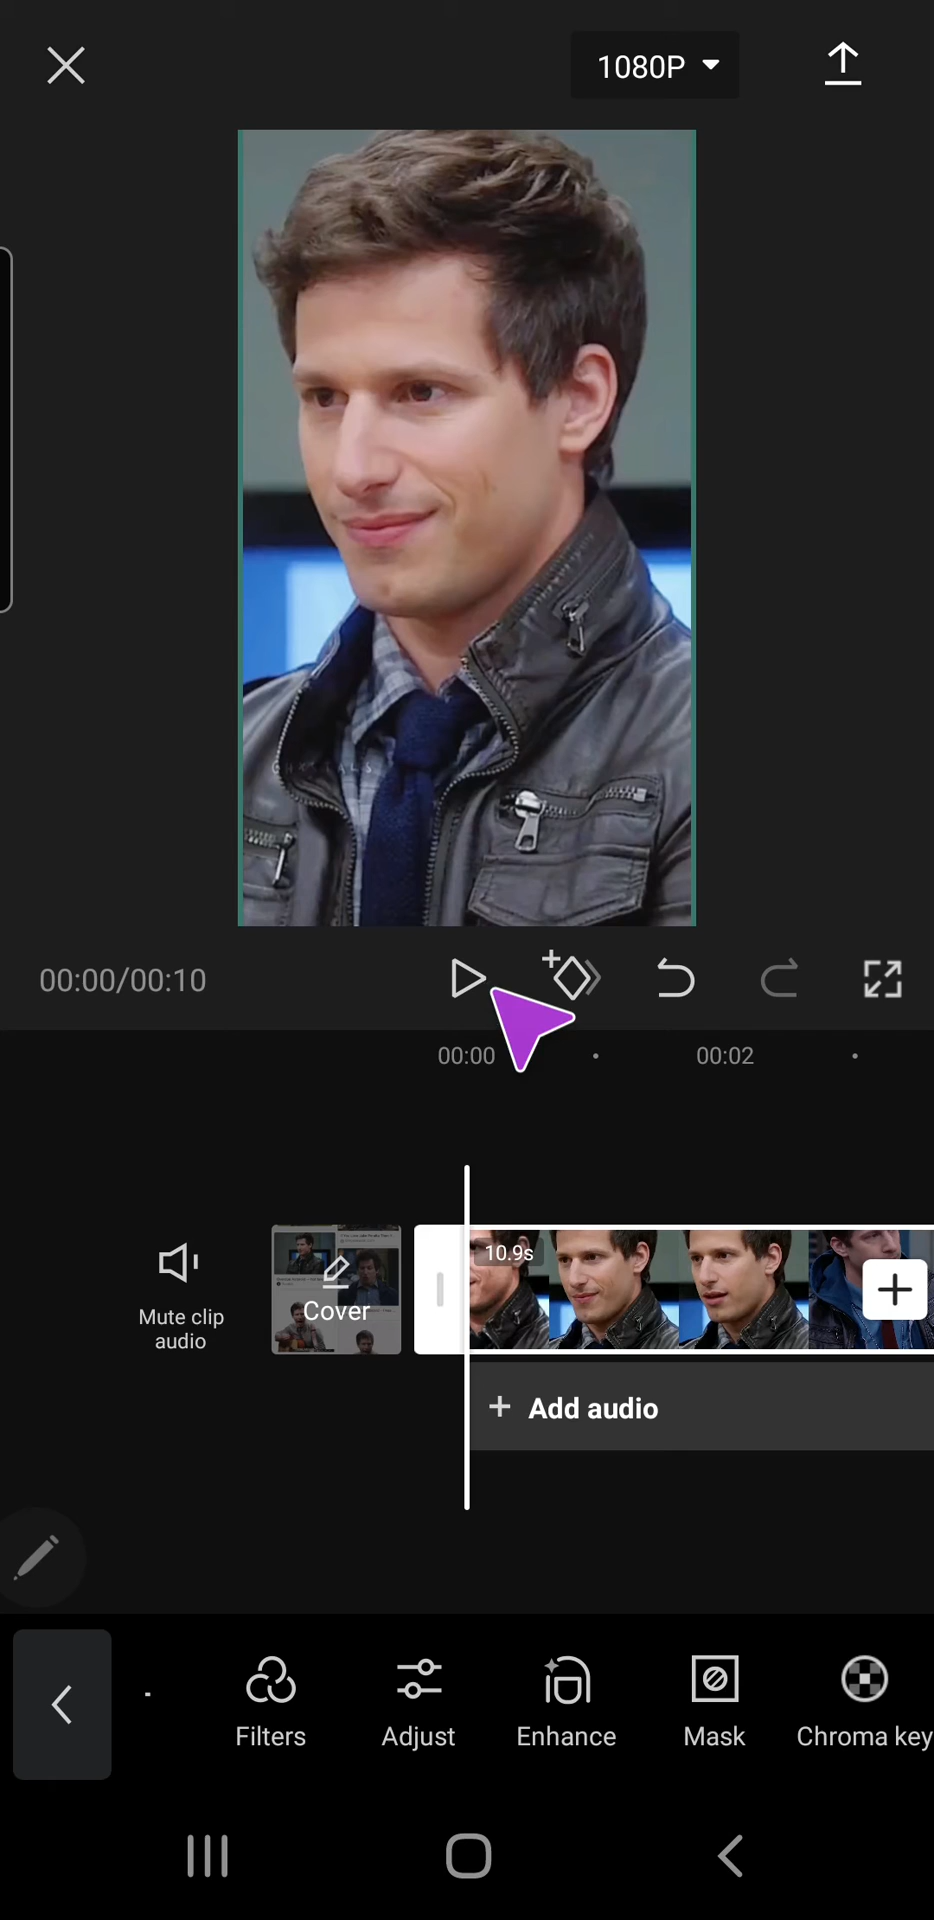 1080P
00:00/00:10
00:00
00:02
Mute clip
audio
Cover
10.9s
Add audio
Filters
Adjust
Enhance
Mask
Chroma key